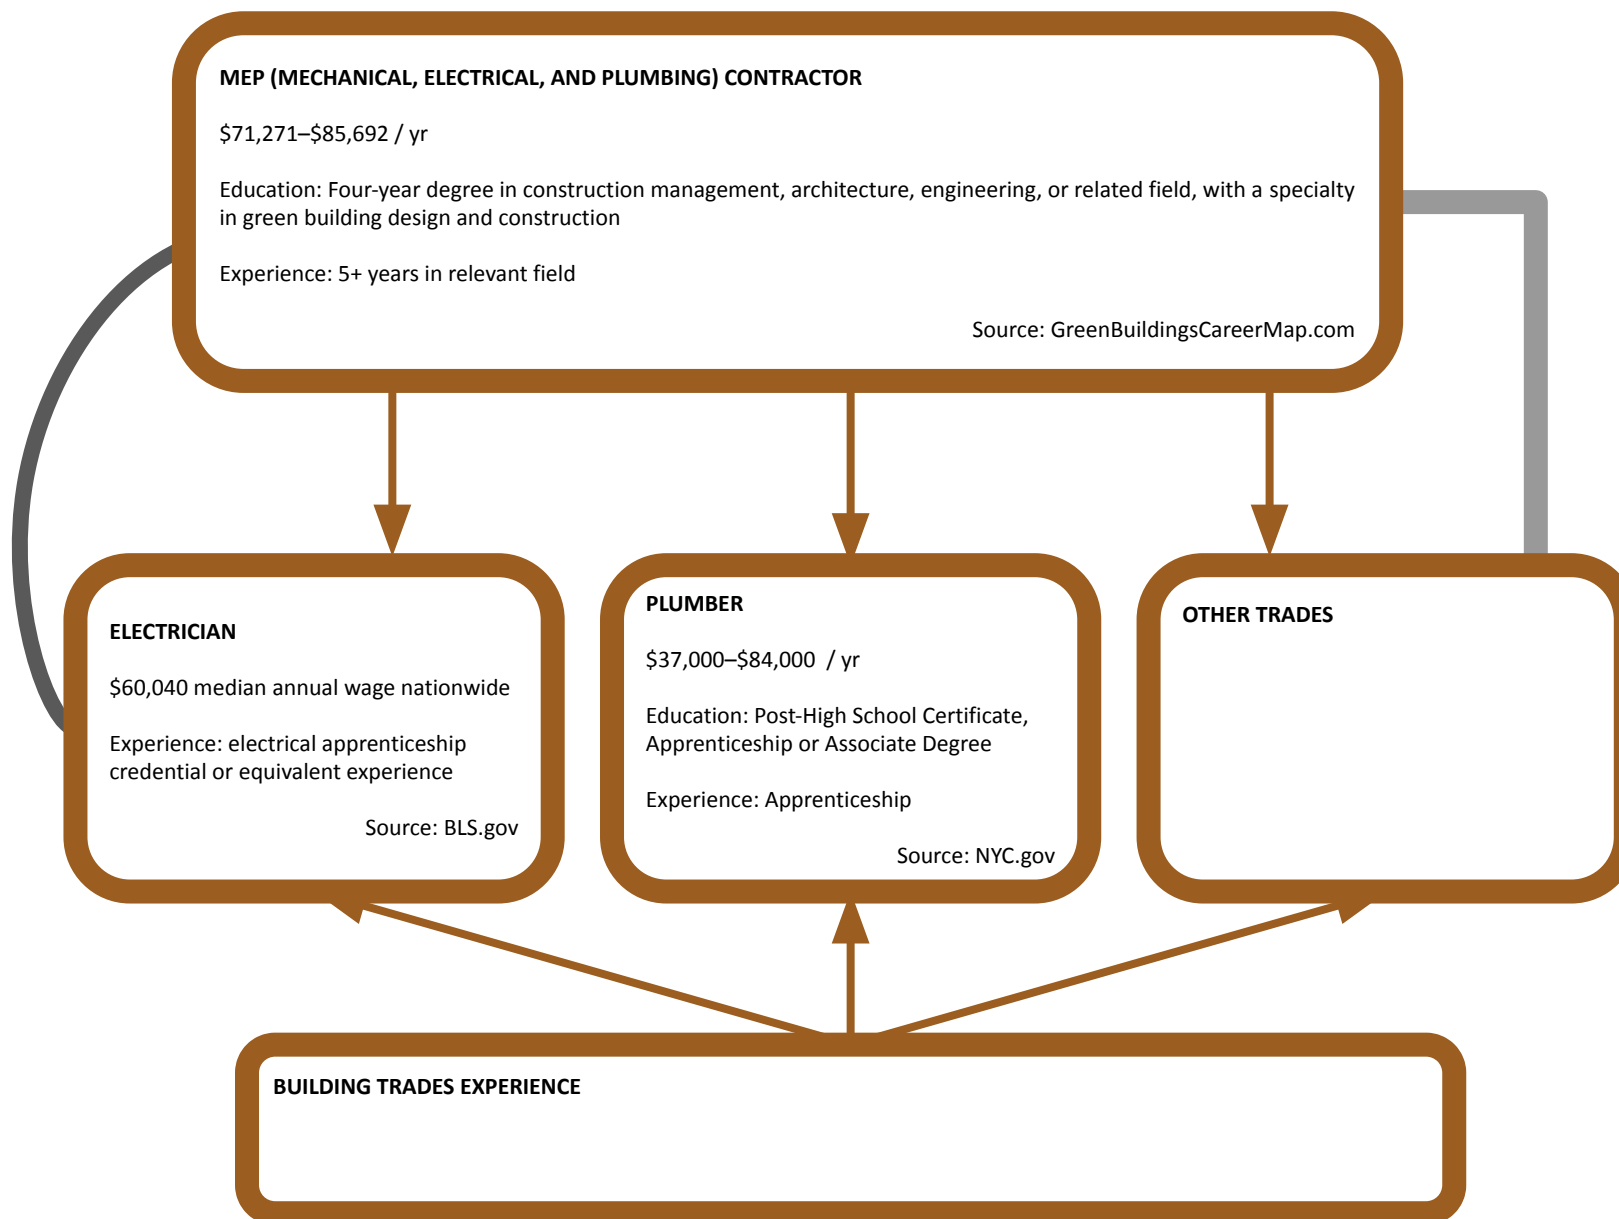 MEP (MECHANICAL, ELECTRICAL, AND PLUMBING) CONTRACTOR
$71,271–$85,692 / yr
Education: Four-year degree in construction management, architecture, engineering, or related field, with a specialty
in green building design and construction
Experience: 5+ years in relevant field
Source: GreenBuildingsCareerMap.com
ELECTRICIAN
$60,040 median annual wage nationwide
Experience: electrical apprenticeship
credential or equivalent experience
Source: BLS.gov
PLUMBER
$37,000–$84,000 / yr
Education: Post-High School Certificate,
Apprenticeship or Associate Degree
Experience: Apprenticeship
Source: NYC.gov
OTHER TRADES
BUILDING TRADES EXPERIENCE